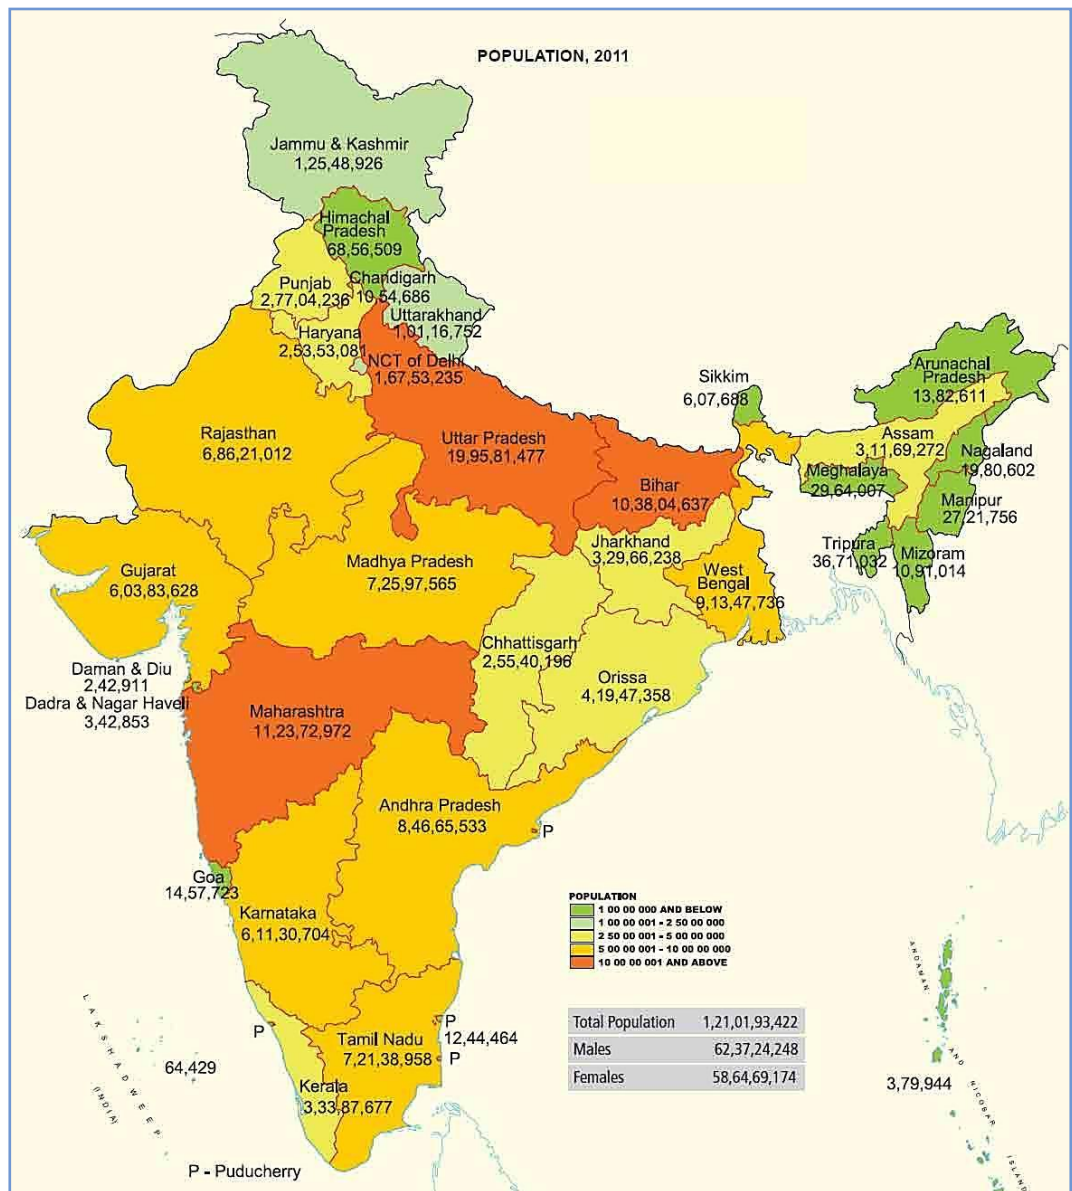 POPULATION, 2011
Jammu & Kashmir
1,25,48,926
Himachal
Pradesh
68,56,509
Punjab
2,77,04,236
Chandigarh
10,54,686
Uttarakhand
1,01,16,752
Haryana
2,53,53,081
NCT of Delhi
1,67,53,235
Sikkim
6,07,688
Arunachal
Pradesh
13,82,611
Rajasthan
6,86,21,012
Uttar Pradesh
19,95,81,477
Assam
3,11,69,272
Nagaland
19,80,602
Meghalaya
29,64,007
Bihar
10,38,04,637
Manipur
27,21,756
Jharkhand
3,29,66,238
Tripura
36,71,032
Mizoram
10,91,014
Gujarat
6,03,83,628
Madhya Pradesh
7,25,97,565
West
Bengal
9,13,47,736
Chhattisgarh
2,55,40,196
Daman & Diu
2,42,911
Dadra & Nagar Haveli
3,42,853
Orissa
4,19,47,358
Maharashtra
11,23,72,972
Andhra Pradesh
8,46,65,533
P
Goa
14,57,723
Karnataka
6,11,30,704
POPULATION
1 00 00 000 AND BELOW
1 00 00 001 - 2 50 00 000
2 50 00 001 - 5 00 00 000
5 00 00 001 - 10 00 00 000
10 00 00 001 AND ABOVE
Total Population 1,21,01,93,422
Males 62,37,24,248
Females 58,64,69,174
P
P
12,44,464
P
Tamil Nadu
7,21,38,958
Kerala
3,33,87,677
LAKSHADWEEP
(INDIA)
64,429
ANDAMAN
AND NICOBAR
ISLAND
3,79,944
P - Puducherry